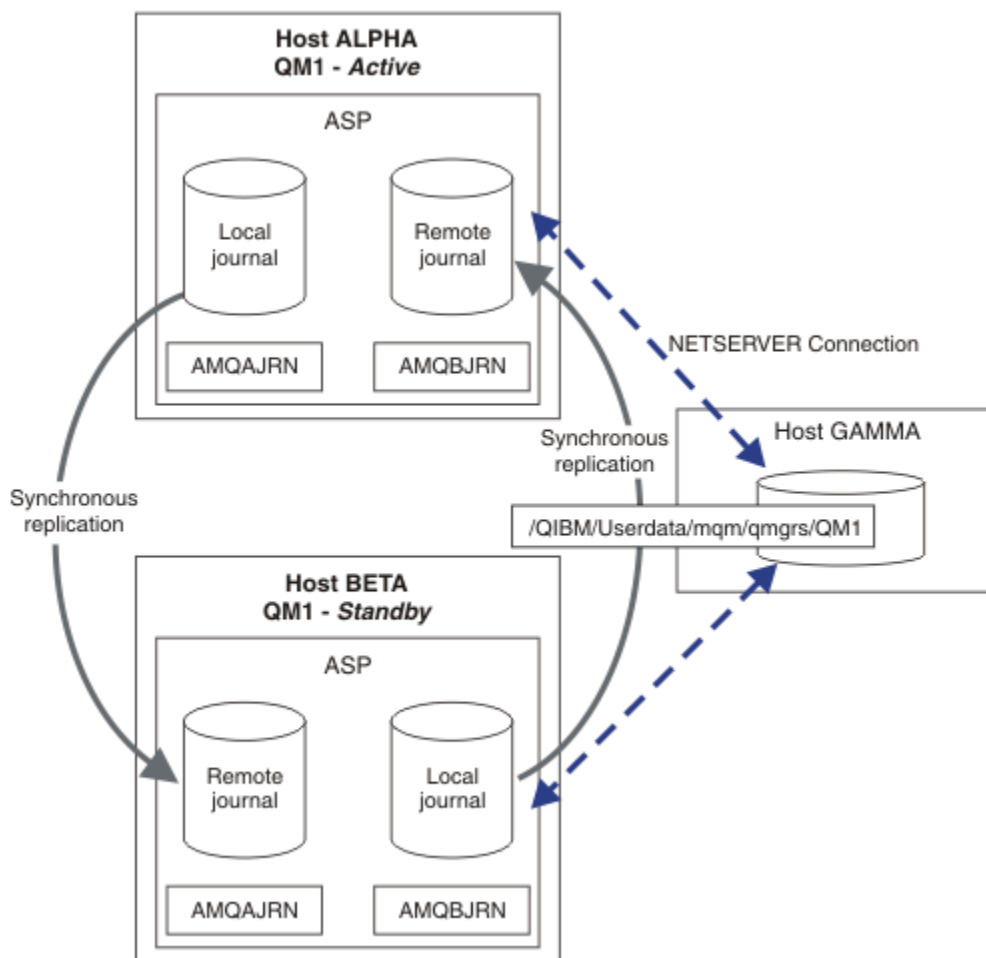 Host ALPHA
QM1 - Active
ASP
Local
journal
Remote
journal
AMQAJRN
AMQBJRN
NETSERVER Connection
Host GAMMA
/QIBM/Userdata/mqm/qmgrs/QM1
Synchronous
replication
Synchronous
replication
Host BETA
QM1 - Standby
ASP
Remote
journal
Local
journal
AMQAJRN
AMQBJRN